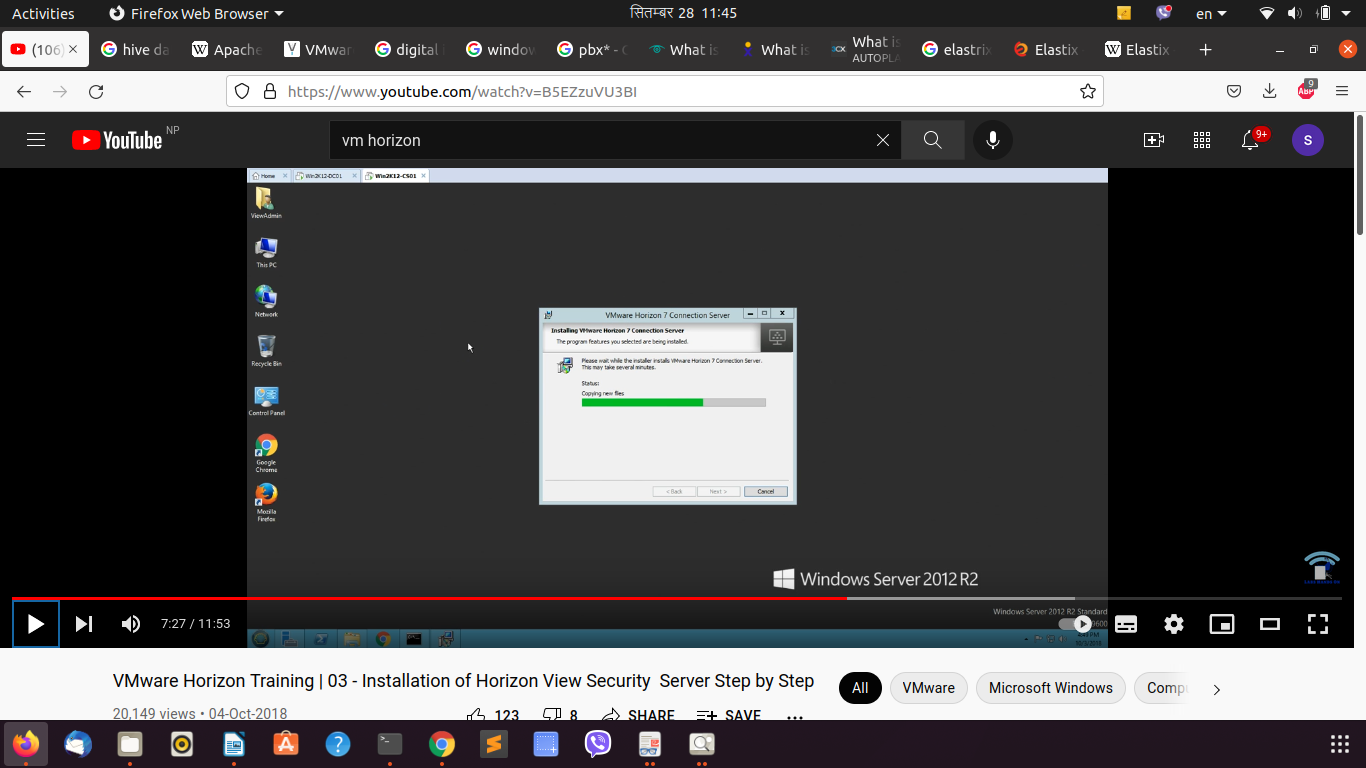 Activities
Firefox Web Browser
सितम्बर 28 11:45
en
(106)
hive da
Apache
VMwar
digital
window
pbx* - G
What is
What is
What is
AUTOPLA
elastrix
Elastix
Elastix
https://www.youtube.com/watch?v=B5EZzuVU3BI
ABP
9
YouTube NP
vm horizon
9+
S
Home
Win2K12-DC01
Win2K12-CS01
ViewAdmin
This PC
Network
Recycle Bin
Control Panel
Google
Chrome
Mozilla
Firefox
VMware Horizon 7 Connection Server
Installing VMware Horizon 7 Connection Server
The program features you selected are being installed.
Please wait while the installer installs VMware Horizon 7 Connection Server.
This may take several minutes.
Status:
Copying new files
< Back
Next >
Cancel
Windows Server 2012 R2
Windows Server 2012 R2 Standard
9600
7:27 / 11:53
VMware Horizon Training | 03 - Installation of Horizon View Security Server Step by Step
20,149 views • 04-Oct-2018
123
8
SHARE
SAVE
All
VMware
Microsoft Windows
Compu